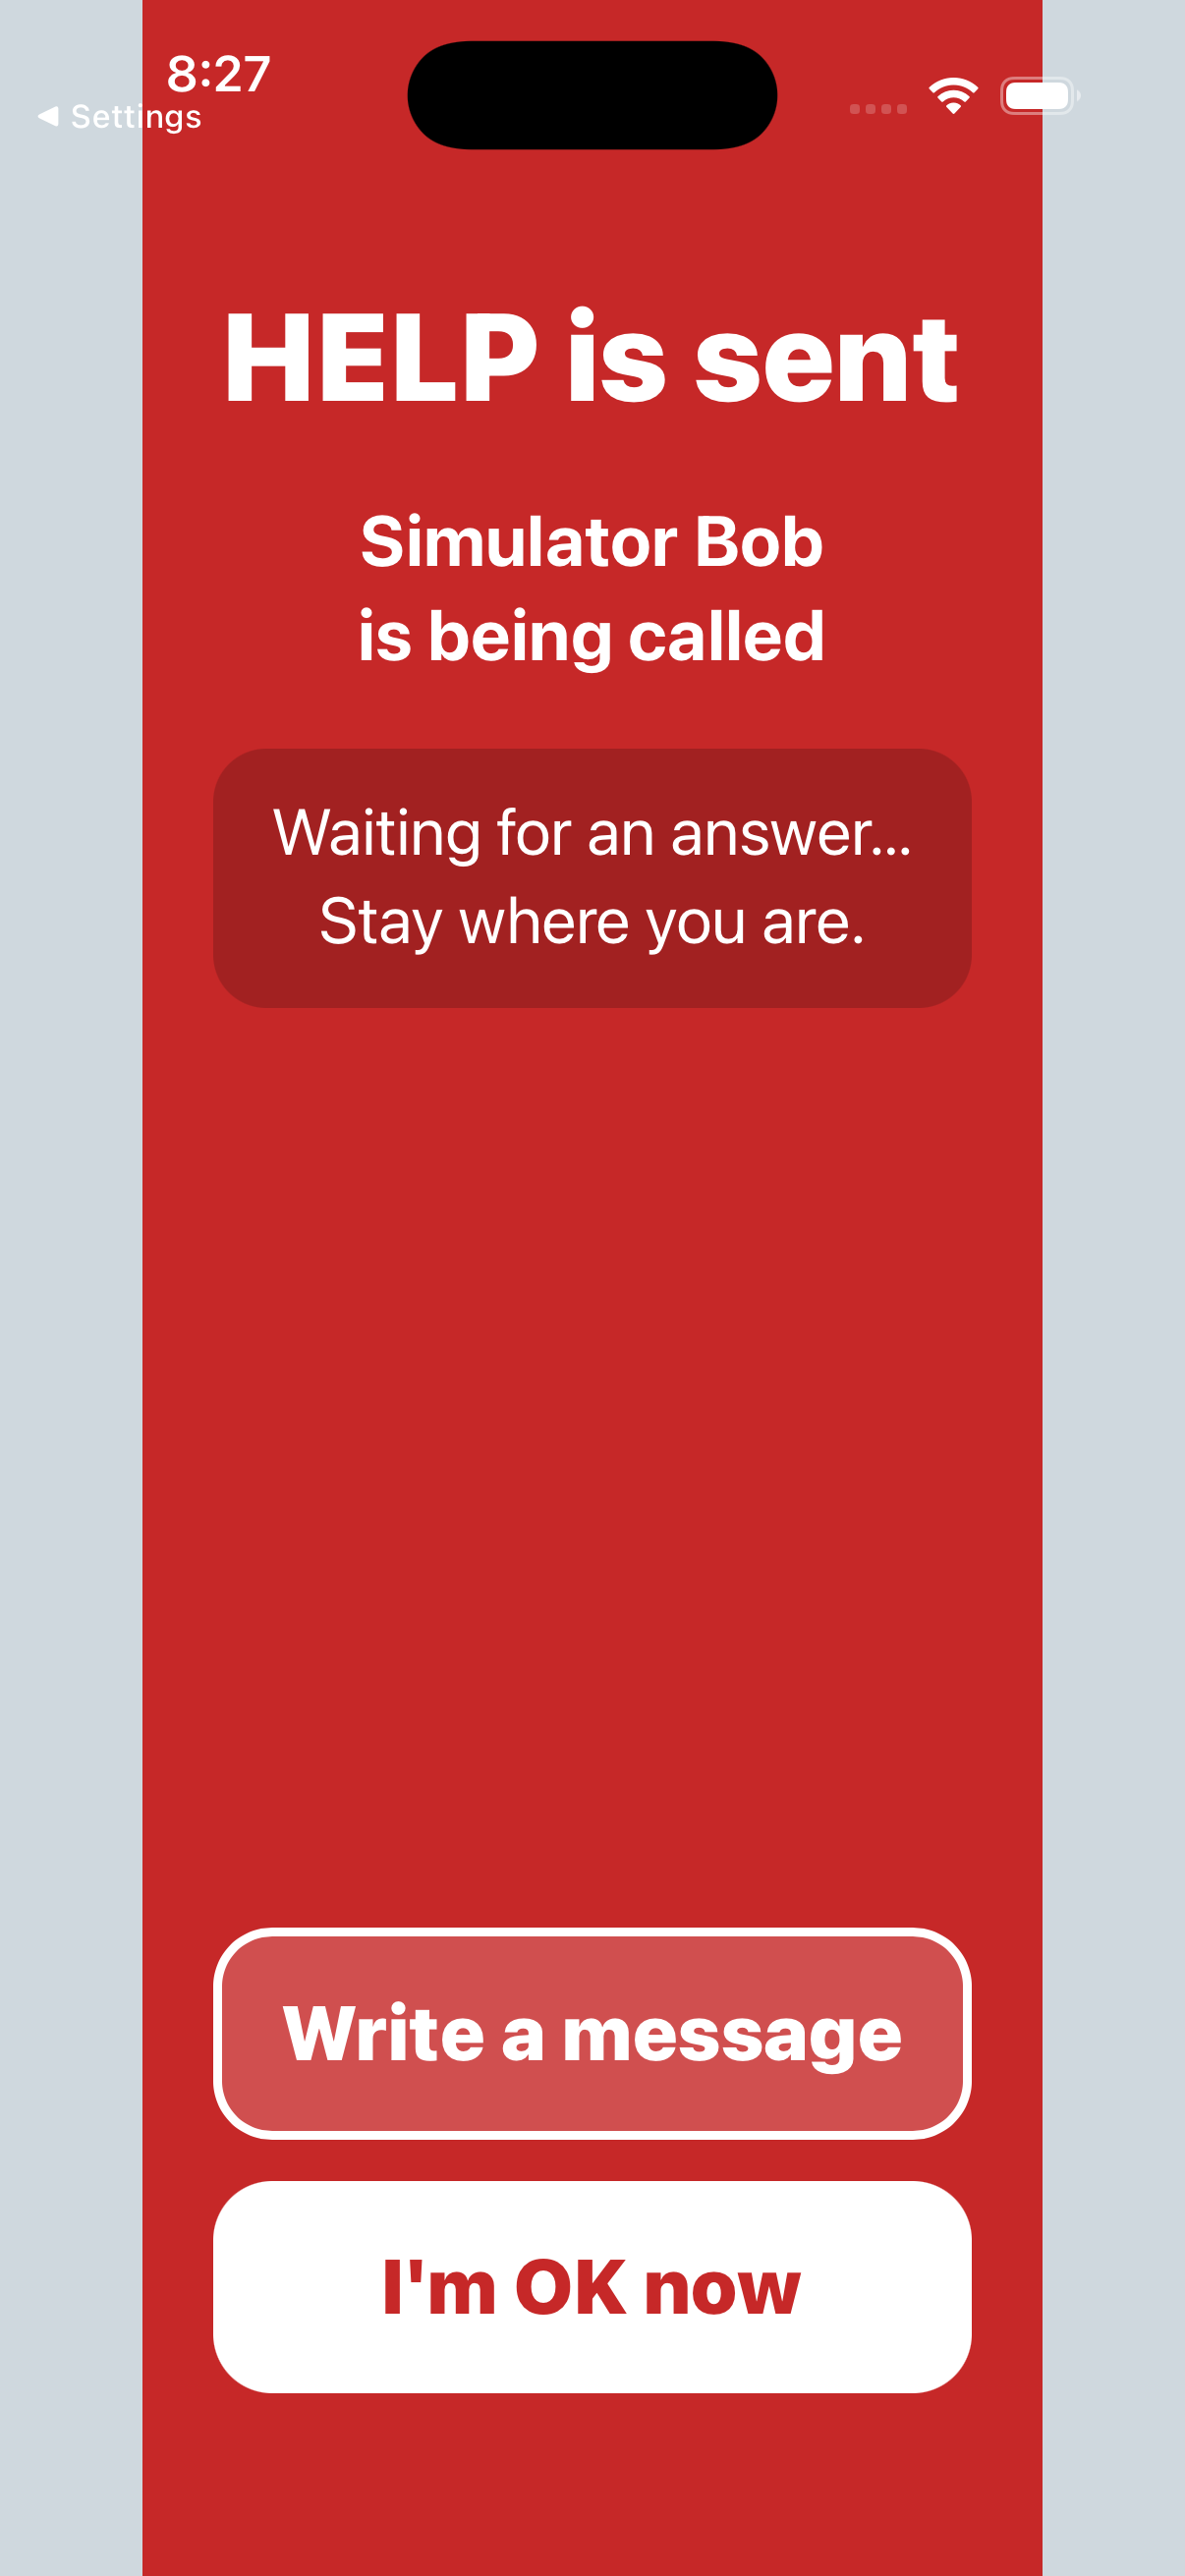 8:27
◀ Settings
HELP is sent
Simulator Bob
is being called
Waiting for an answer...
Stay where you are.
Write a message
I'm OK now